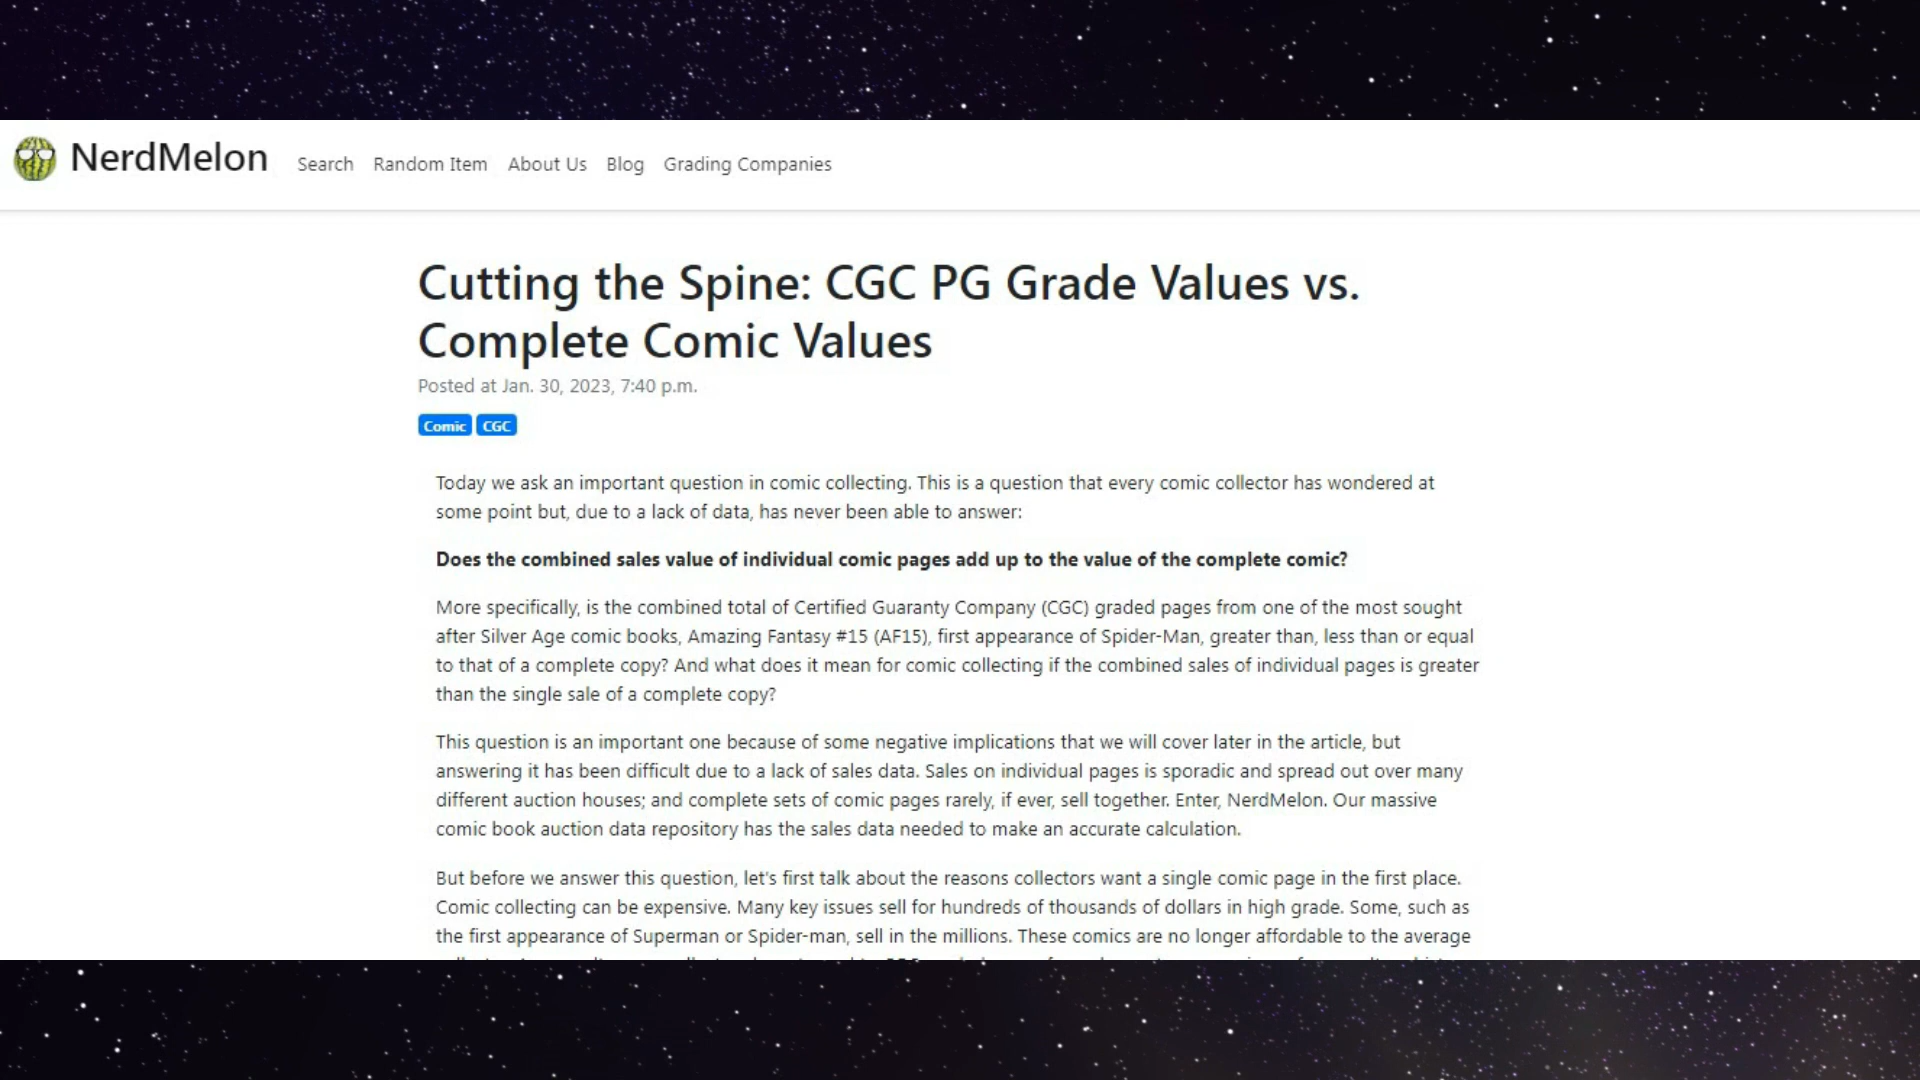 NerdMelon Search Random Item About Us Blog Grading Companies
Cutting the Spine: CGC PG Grade Values vs.
Complete Comic Values
Posted at Jan. 30, 2023, 7:40 p.m.
Comic CGC
Today we ask an important question in comic collecting. This is a question that every comic collector has wondered at
some point but, due to a lack of data, has never been able to answer:
Does the combined sales value of individual comic pages add up to the value of the complete comic?
More specifically, is the combined total of Certified Guaranty Company (CGC) graded pages from one of the most sought
after Silver Age comic books, Amazing Fantasy #15 (AF15), first appearance of Spider-Man, greater than, less than or equal
to that of a complete copy? And what does it mean for comic collecting if the combined sales of individual pages is greater
than the single sale of a complete copy?
This question is an important one because of some negative implications that we will cover later in the article, but
answering it has been difficult due to a lack of sales data. Sales on individual pages is sporadic and spread out over many
different auction houses; and complete sets of comic pages rarely, if ever, sell together. Enter, NerdMelon. Our massive
comic book auction data repository has the sales data needed to make an accurate calculation.
But before we answer this question, let's first talk about the reasons collectors want a single comic page in the first place.
Comic collecting can be expensive. Many key issues sell for hundreds of thousands of dollars in high grade. Some, such as
the first appearance of Superman or Spider-man, sell in the millions. These comics are no longer affordable to the average